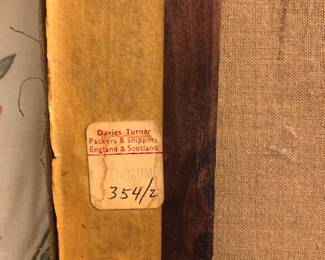 Davies Turner
Packers & Shippers
England & Scotland
354/2